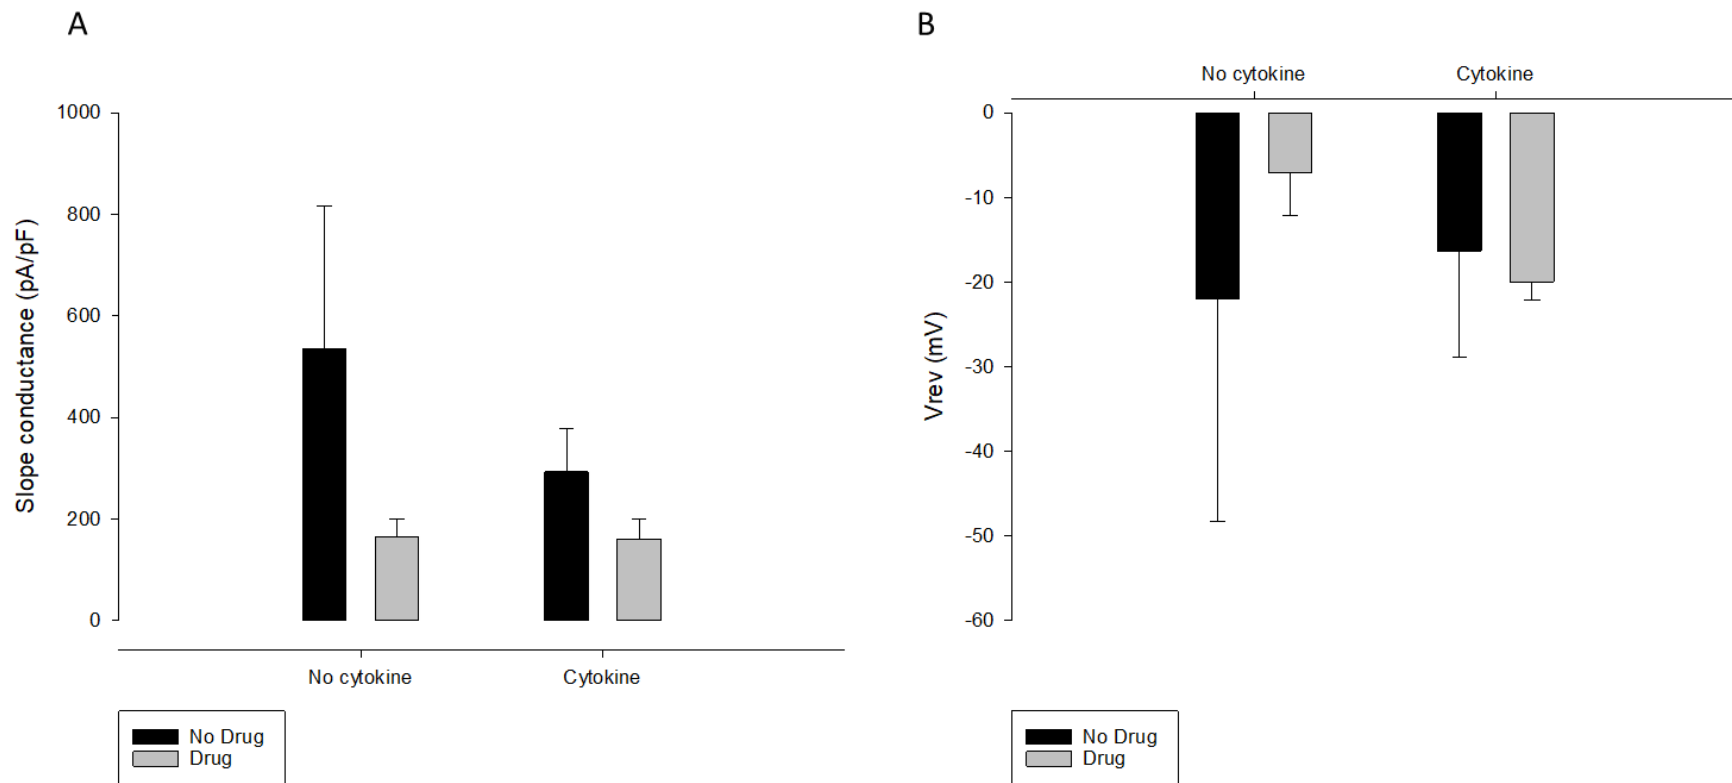 A
Slope conductance (pA/pF)
1000
800
600
400
200
0
No cytokine
Cytokine
No Drug
Drug
B
No cytokine
Cytokine
Vrev (mV)
0
-10
-20
-30
-40
-50
-60
No Drug
Drug